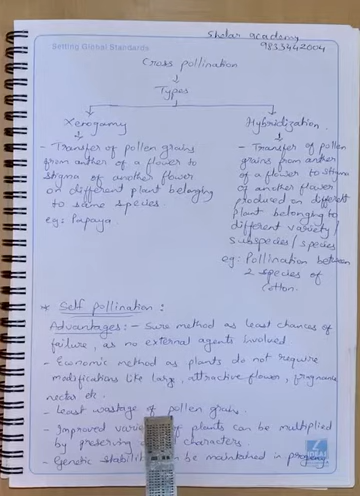 Sholar academy
9833442604
Setting Global Standards
Cross pollination
Types
Xenogamy
- Transfer of pollen grains
from anther of a flower to
stigma of another flower
on different plant belonging
to same species.
eg: Papaya
Hybridization
- Transfer of pollen
grains from anther
of a flower to stigma
of another flower
produced on different
plant belonging to
different variety/
subspecies/species
eg: Pollination between
2 species of
cotton.
* Self pollination:
Advantages:- Sure method as least chances of
failure, as no external agents involved
- Economic method as plants do not require
modifications like large, attractive flower, fragrance
nectar etc.
- Least wastage of pollen grains.
- Improved of plants can be multiplied
by preserving characters.
- Genetic be maintained in progeny.
IDEAL